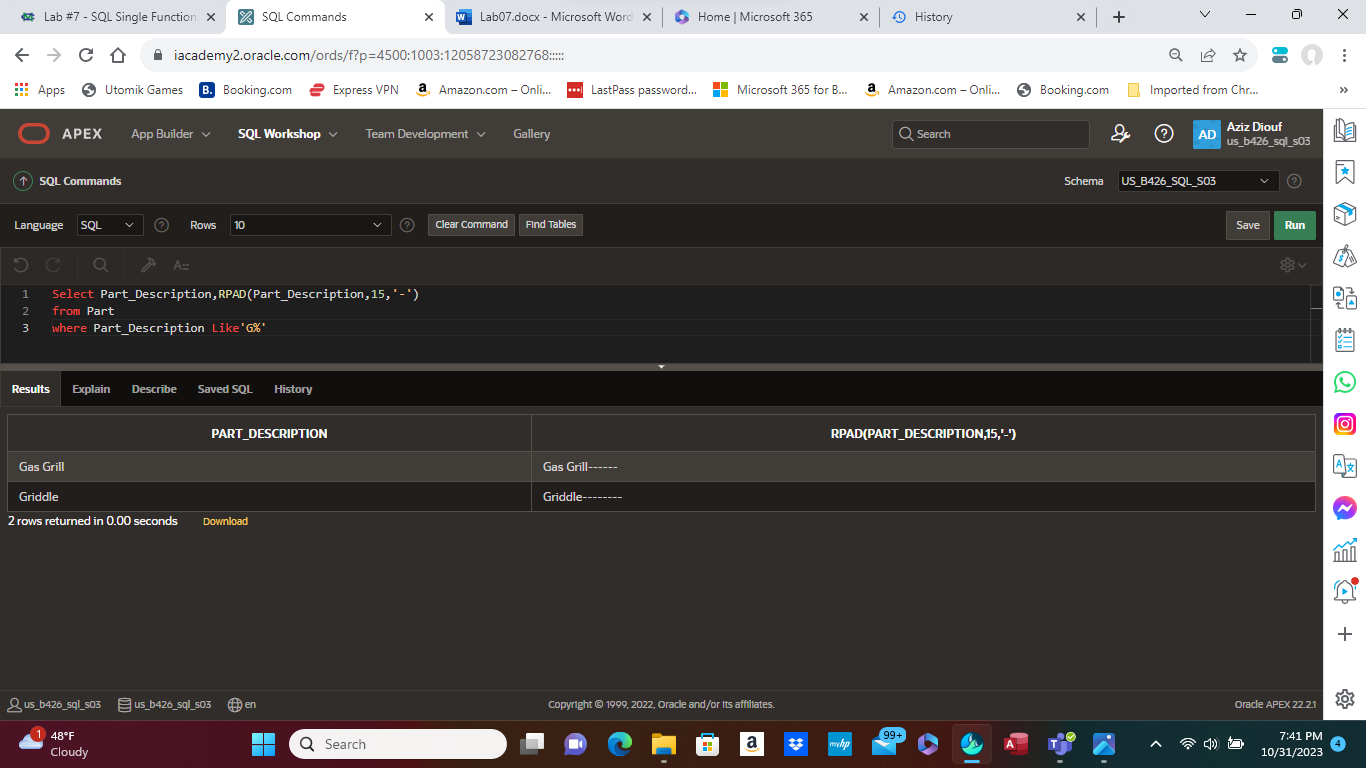 Lab #7 - SQL Single Function
SQL Commands
Lab07.docx - Microsoft Word
Home | Microsoft 365
History
iacademy2.oracle.com/ords/f?p=4500:1003:12058723082768:::::
Apps
Utomik Games
B. Booking.com
Express VPN
a Amazon.com – Onli...
LastPass password...
Microsoft 365 for B...
a Amazon.com – Onli...
Booking.com
Imported from Chr...
»
APEX
App Builder
SQL Workshop
Team Development
Gallery
Search
AD
Aziz Diouf
us_b426_sql_s03
SQL Commands
Schema
US_B426_SQL_S03
Language
SQL
Rows
10
Clear Command
Find Tables
Save
Run
A::
1 Select Part_Description,RPAD(Part_Description,15,'-')
2 from Part
3 where Part_Description Like'G%'
Results
Explain
Describe
Saved SQL
History
PART_DESCRIPTION RPAD(PART_DESCRIPTION,15,'-')
Gas Grill Gas Grill------
Griddle Griddle--------
2 rows returned in 0.00 seconds
Download
us_b426_sql_s03
us_b426_sql_s03
en
Copyright © 1999, 2022, Oracle and/or its affiliates.
Oracle APEX 22.2.1
1
48°F
Cloudy
Search
a
myhp
99+
7:41 PM
10/31/2023
4